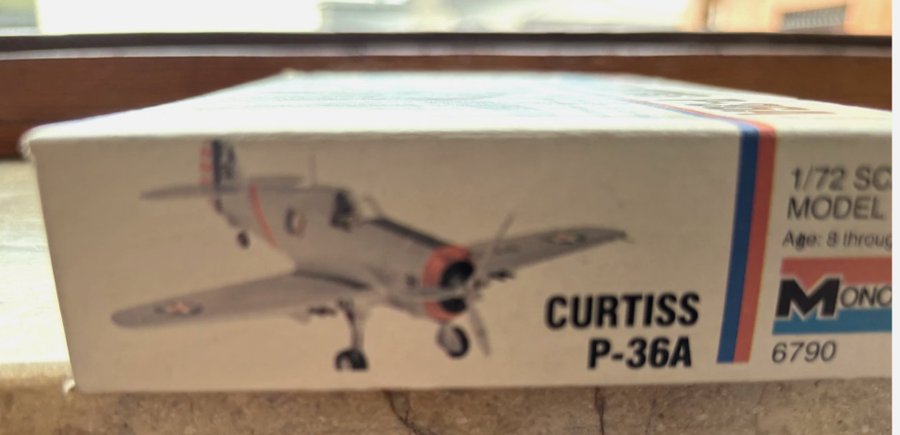 CURTISS
P-36A
1/72 SC
MODEL
Age: 8 throug
MONO
6790